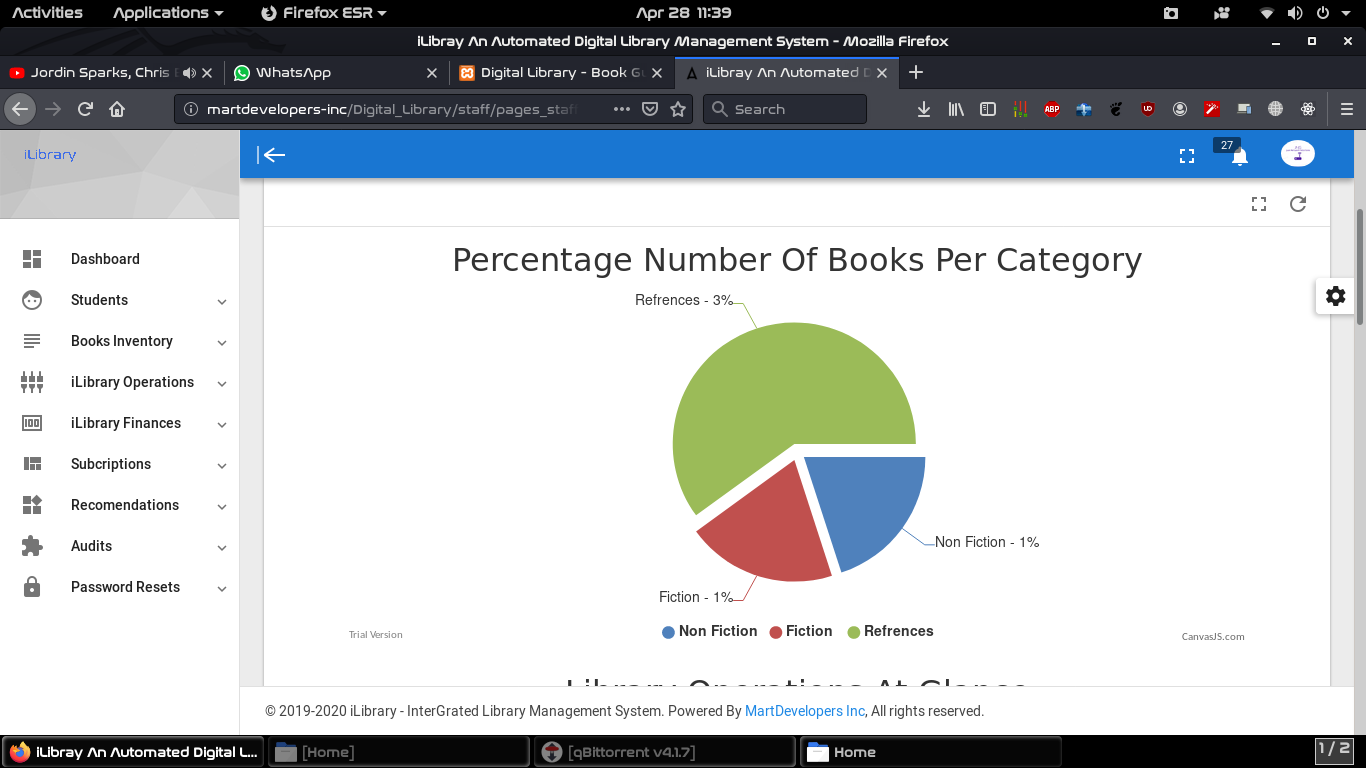 Activities Applications Firefox ESR Apr 28 11:39
iLibray An Automated Digital Library Management System - Mozilla Firefox
Jordin Sparks, Chris WhatsApp Digital Library - Book G iLibray An Automated D
martdevelopers-inc/Digital_Library/staff/pages_staf Search
iLibrary
27
Dashboard
Students
Books Inventory
iLibrary Operations
iLibrary Finances
Subcriptions
Recomendations
Audits
Password Resets
Percentage Number Of Books Per Category
Refrences - 3%
Non Fiction - 1%
Fiction - 1%
Non Fiction Fiction Refrences
Trial Version CanvasJS.com
Library Operations At Glance
© 2019-2020 iLibrary - InterGrated Library Management System. Powered By MartDevelopers Inc, All rights reserved.
iLibray An Automated Digital L... [Home] [qBittorrent v4.1.7] Home 1 / 2